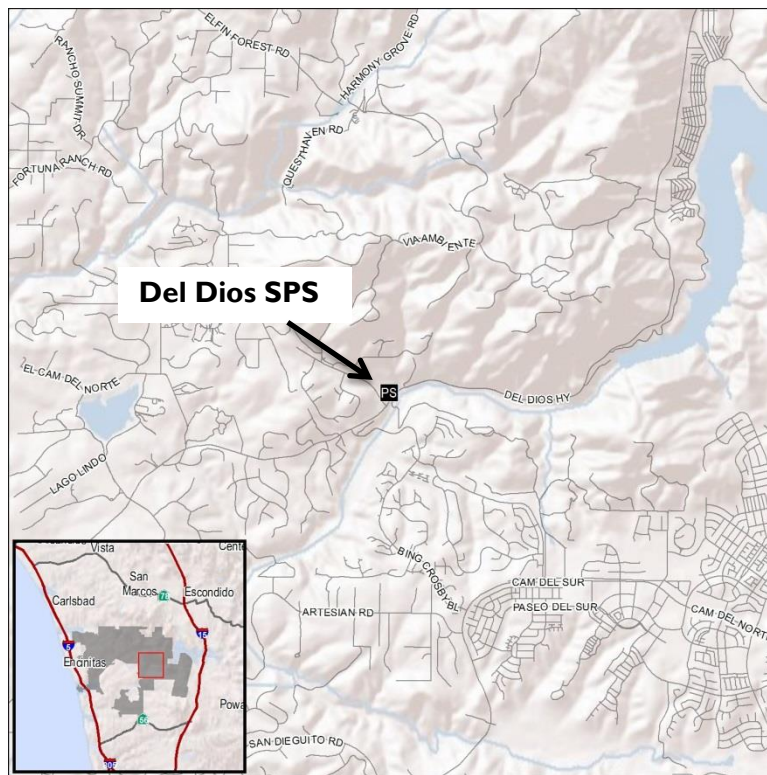 ELFIN FOREST RD
HARMONY GROVE RD
RANCHO SUMMIT DR
FORTUNA RANCH RD
QUESTHAVEN RD
VIA AMBIENTE
Del Dios SPS
EL CAM DEL NORTE
PS
DEL DIOS HY
LAGO LINDO
BING CROSBY BL
CAM DEL SUR
PASEO DEL SUR
CAM DEL NORTE
ARTESIAN RD
SAN DIEGUITO RD
Vista
Cente
San
Marcos
78
Escondido
Carlsbad
15
5
Encinitas
56
Powa